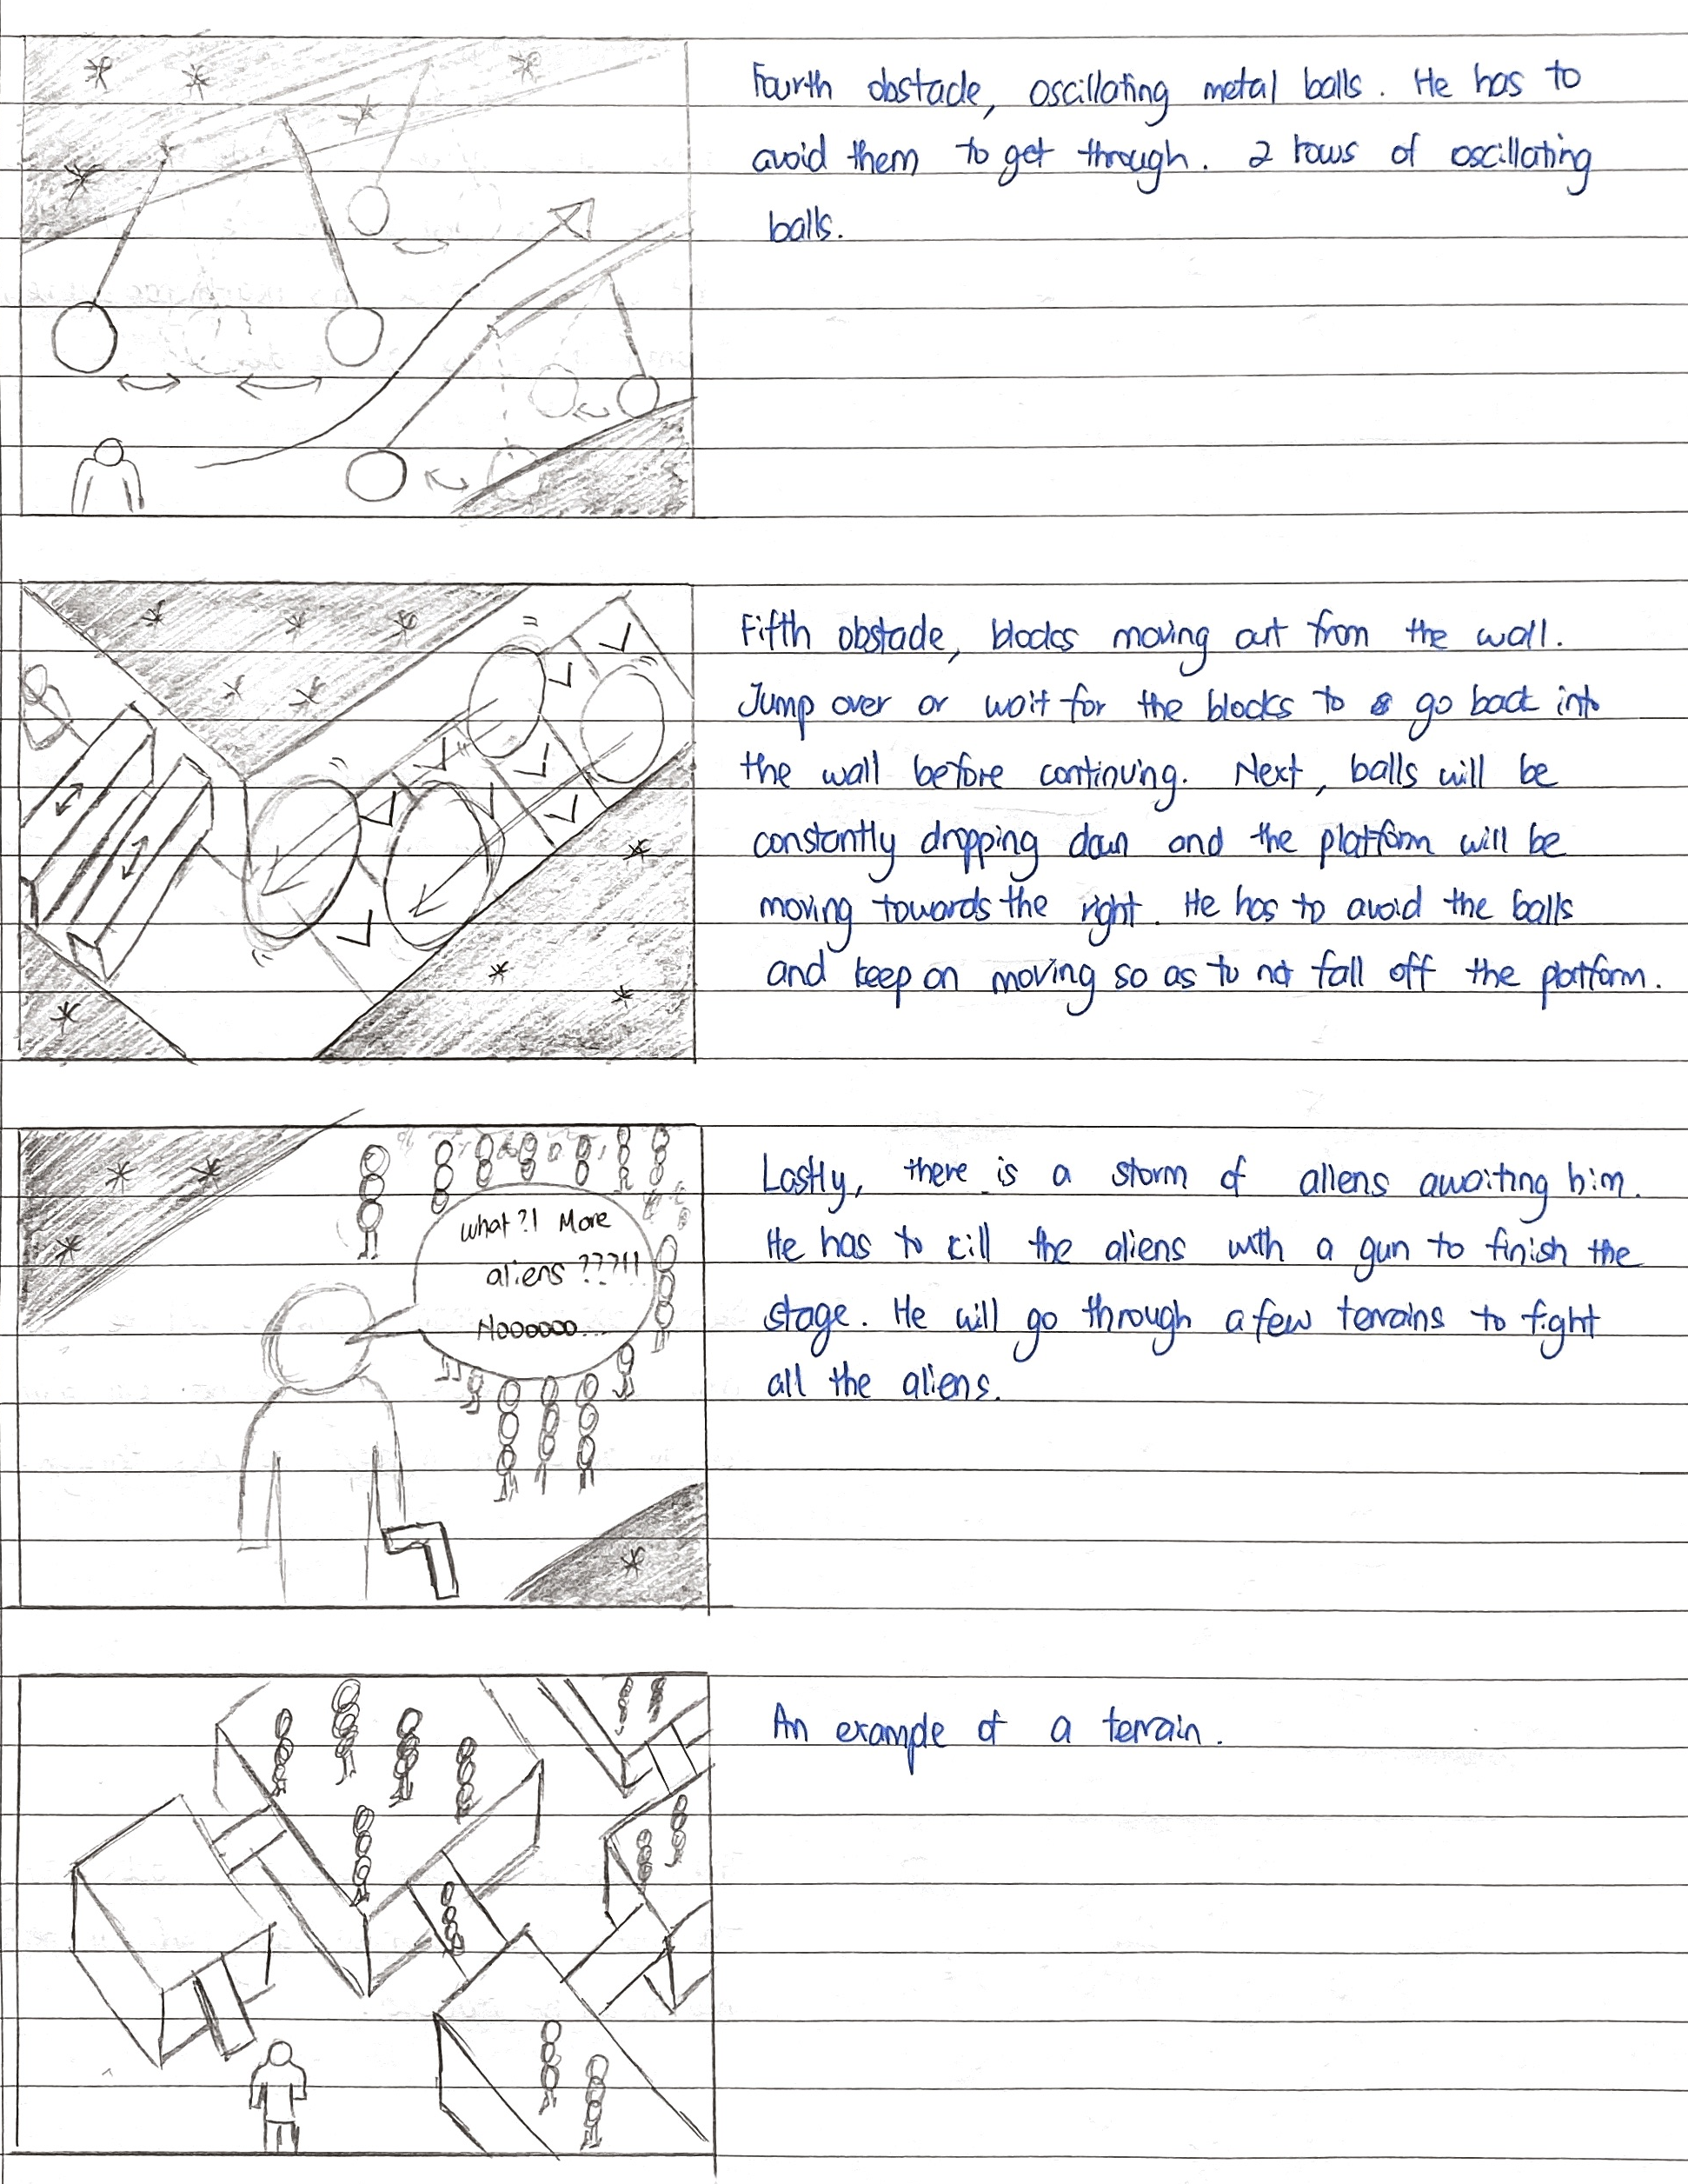 Fourth obstacle, oscillating metal balls. He has to
avoid them to get through. 2 rows of oscillating
balls.
Fifth obstacle, blocks moving out from the wall.
Jump over or wait for the blocks to go back into
the wall before continuing. Next, balls will be
constantly dropping down and the platform will be
moving towards the right. He has to avoid the balls
and keep on moving so as to not fall off the platform.
what?! More
aliens ???!!
Noooooo...
Lastly, there is a storm of aliens awaiting him.
He has to kill the aliens with a gun to finish the
stage. He will go through a few terrains to fight
all the aliens.
An example of a terrain.